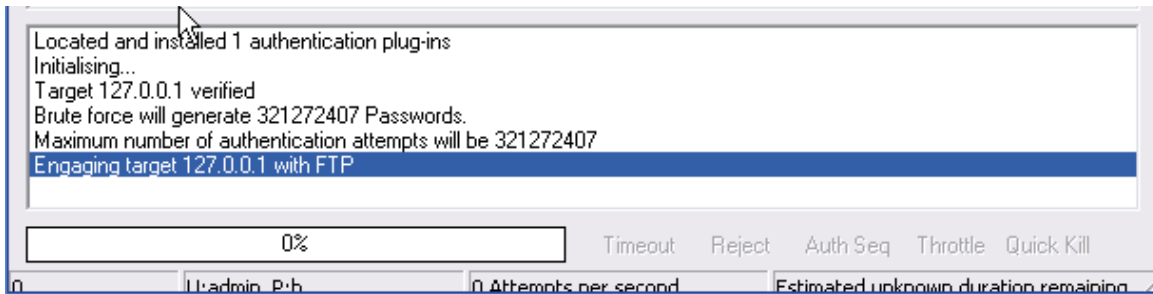 Located and installed 1 authentication plug-ins
Initialising...
Target 127.0.0.1 verified
Brute force will generate 321272407 Passwords.
Maximum number of authentication attempts will be 321272407
Engaging target 127.0.0.1 with FTP
0% Timeout Reject Auth Seq Throttle Quick Kill
0 U:admin P:b 0 Attempts per second Estimated unknown duration remaining